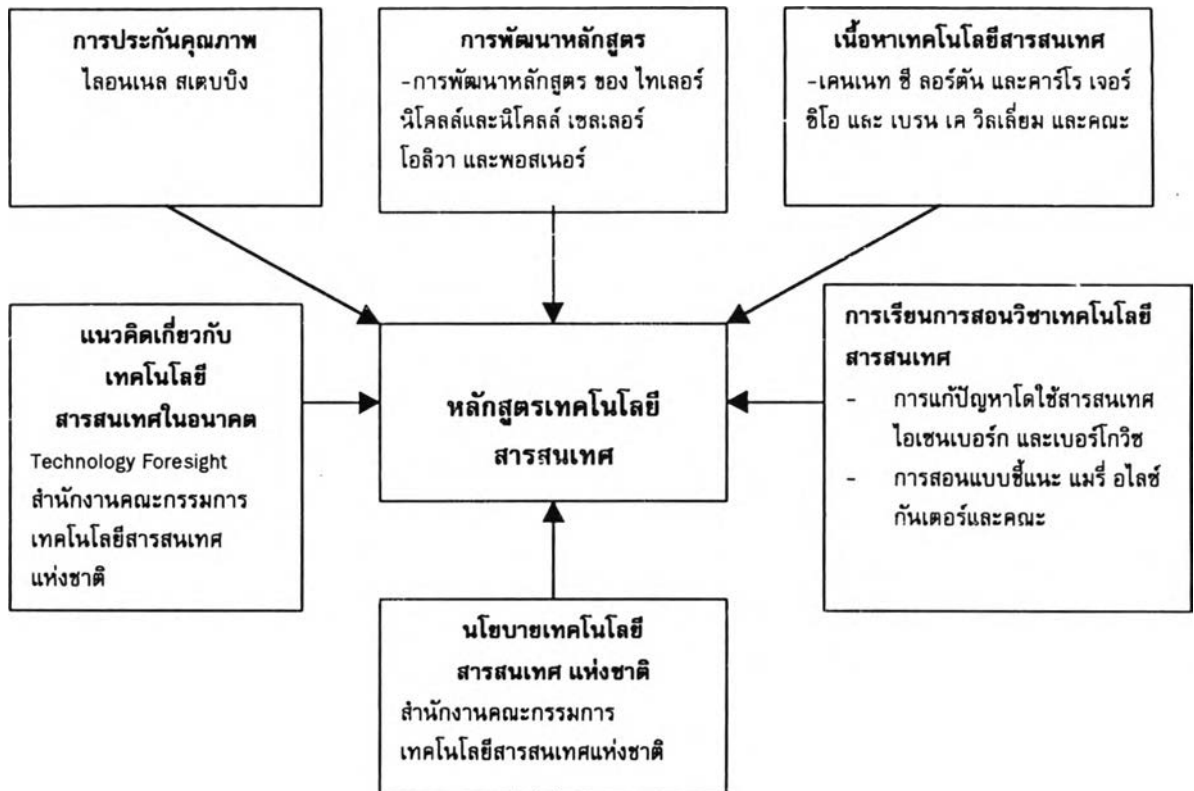 การประกันคุณภาพ
ไลอนเนล สเตบบิง
การพัฒนาหลักสูตร
-การพัฒนาหลักสูตร ของ ไทเลอร์
นิโคลล์และนิโคลล์ เซลเลอร์
โอลิวา และพอสเนอร์
เนื้อหาเทคโนโลยีสารสนเทศ
-เคนเนท ซี ลอร์ดัน และคาร์โร เจอร์
ซิโอ และ เบรน เค วิลเลี่ยม และคณะ
แนวคิดเกี่ยวกับ
เทคโนโลยี
สารสนเทศในอนาคต
Technology Foresight
สำนักงานคณะกรรมการ
เทคโนโลยีสารสนเทศ
แห่งชาติ
หลักสูตรเทคโนโลยี
สารสนเทศ
การเรียนการสอนวิชาเทคโนโลยี
สารสนเทศ
- การแก้ปัญหาโดใช้สารสนเทศ
ไอเซนเบอร์ก และเบอร์โกวิช
- การสอนแบบชี้แนะ แมรี่ อไลซ์
กันเตอร์และคณะ
นโยบายเทคโนโลยี
สารสนเทศ แห่งชาติ
สำนักงานคณะกรรมการ
เทคโนโลยีสารสนเทศแห่งชาติ